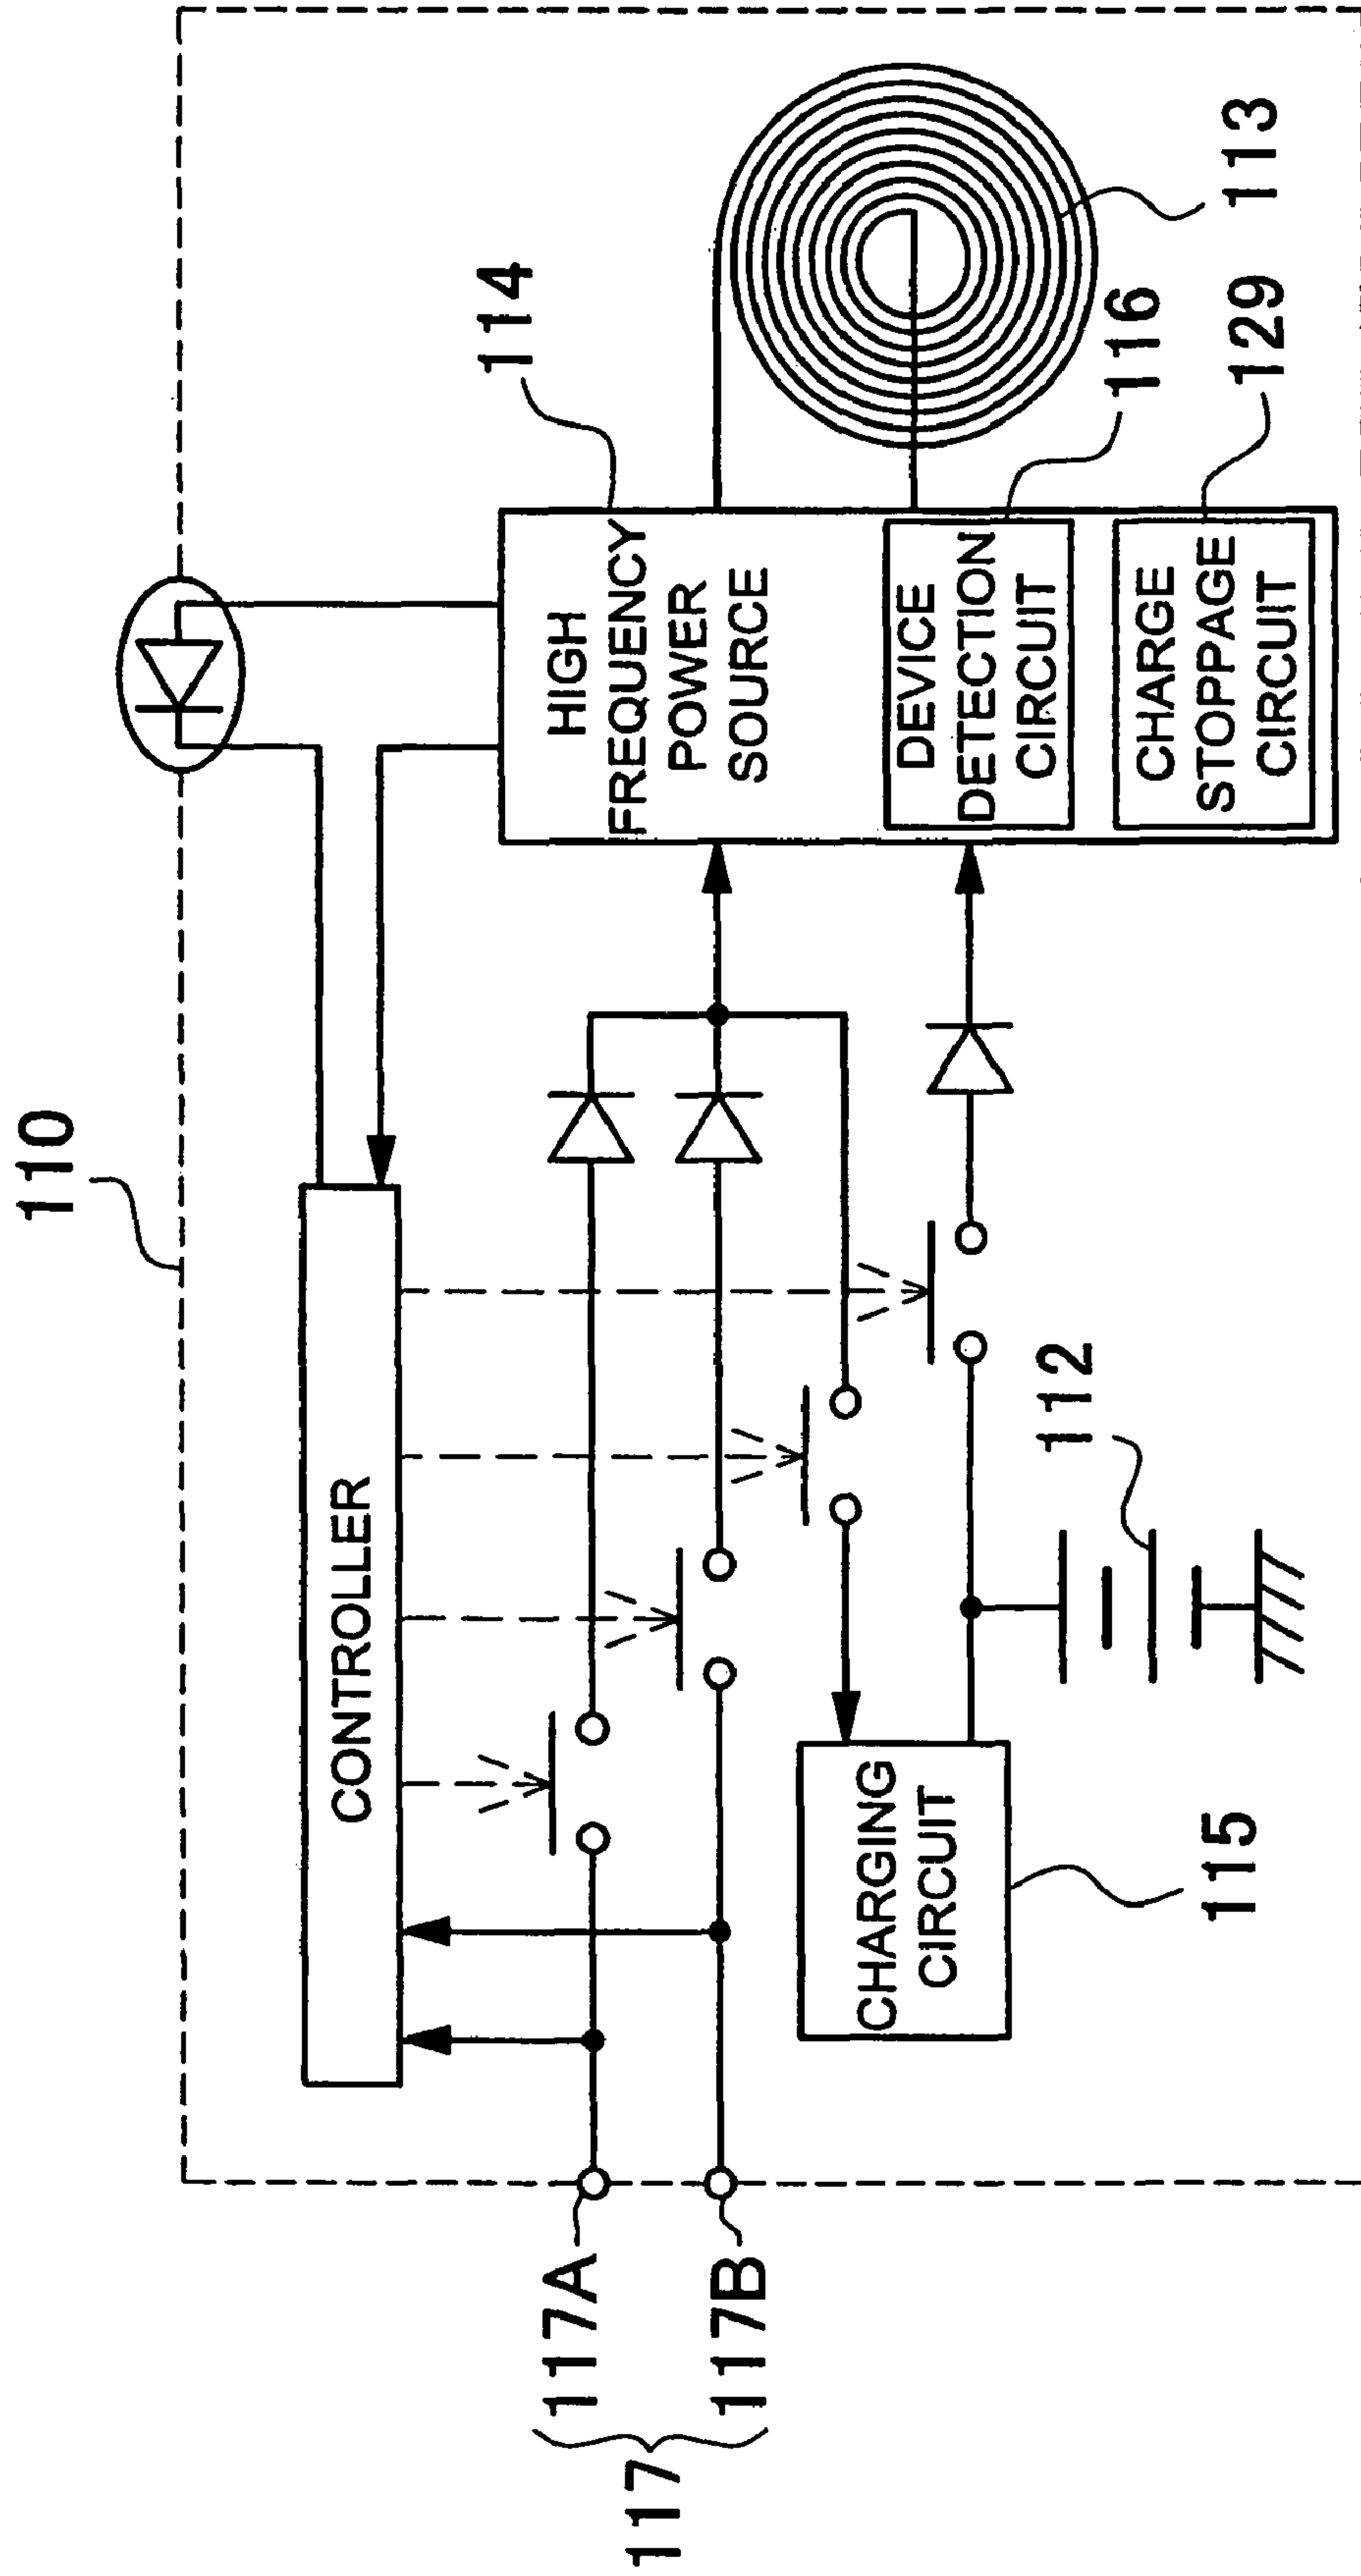 110
CONTROLLER
114
HIGH
FREQUENCY
POWER
SOURCE
117A
117B
117
DEVICE
DETECTION
CIRCUIT
116
113
CHARGING
CIRCUIT
115
112
CHARGE
STOPPAGE
CIRCUIT
129